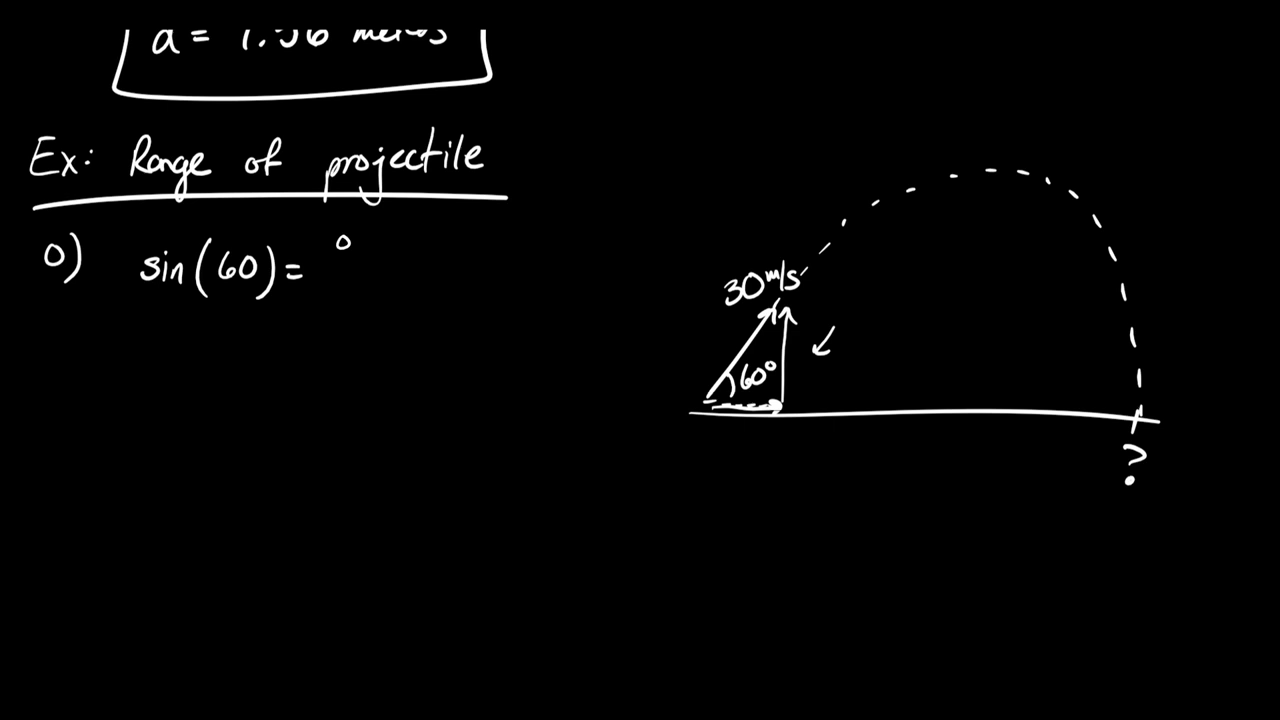 a =
Ex: Range of projectile
0) sin(60) = o
30 m/s
60°
?